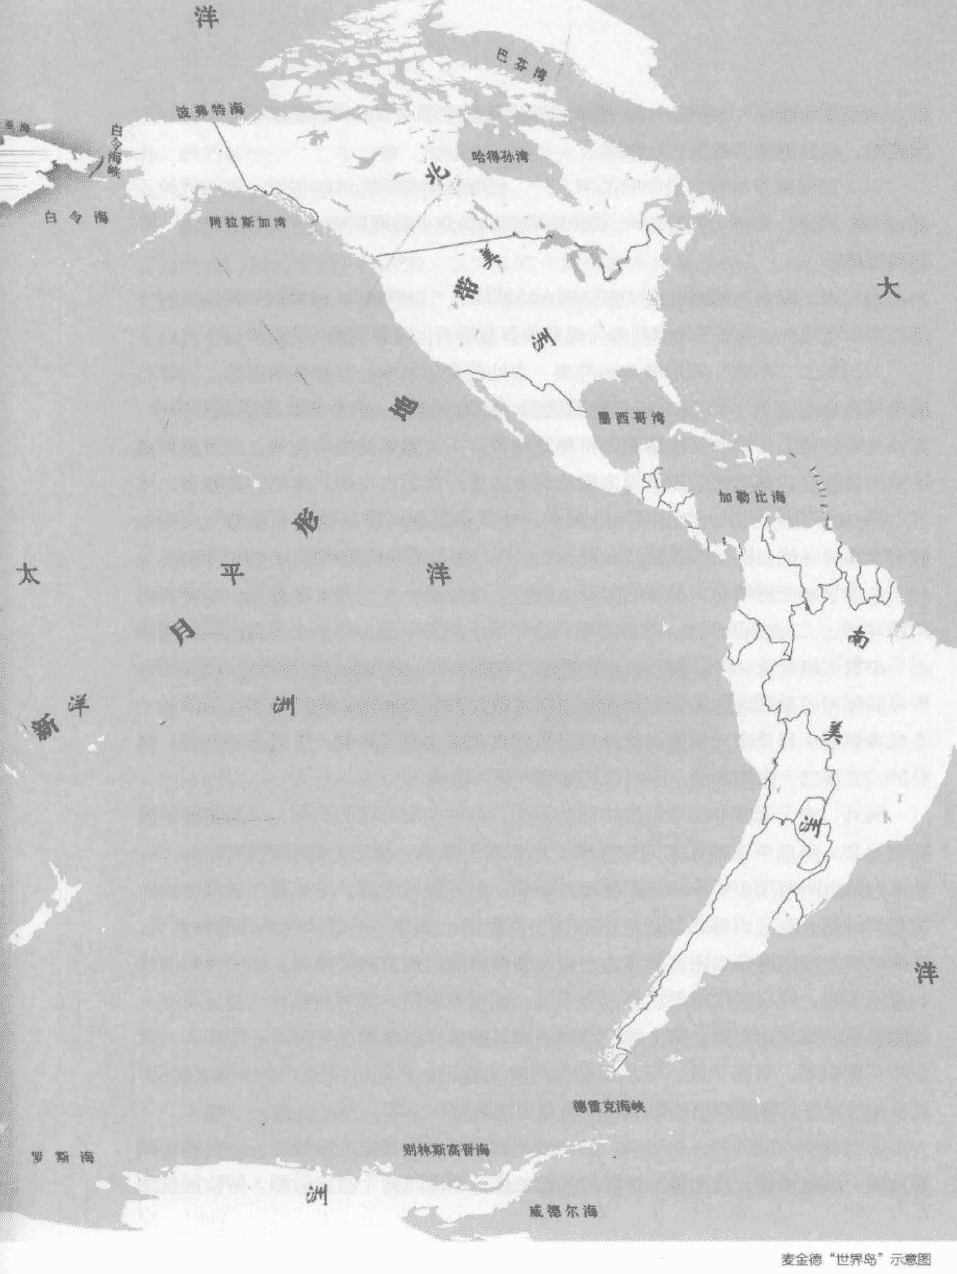 洋
巴芬湾
波弗特海
白令海峡
哈得孙湾
北
白令海
阿拉斯加湾
美
带
大
洲
地
墨西哥湾
加勒比海
形
太
平
洋
月
南
新
洋
洲
美
洲
洋
德雷克海峡
罗斯海
别林斯高晋海
洲
威德尔海
麦金德“世界岛”示意图